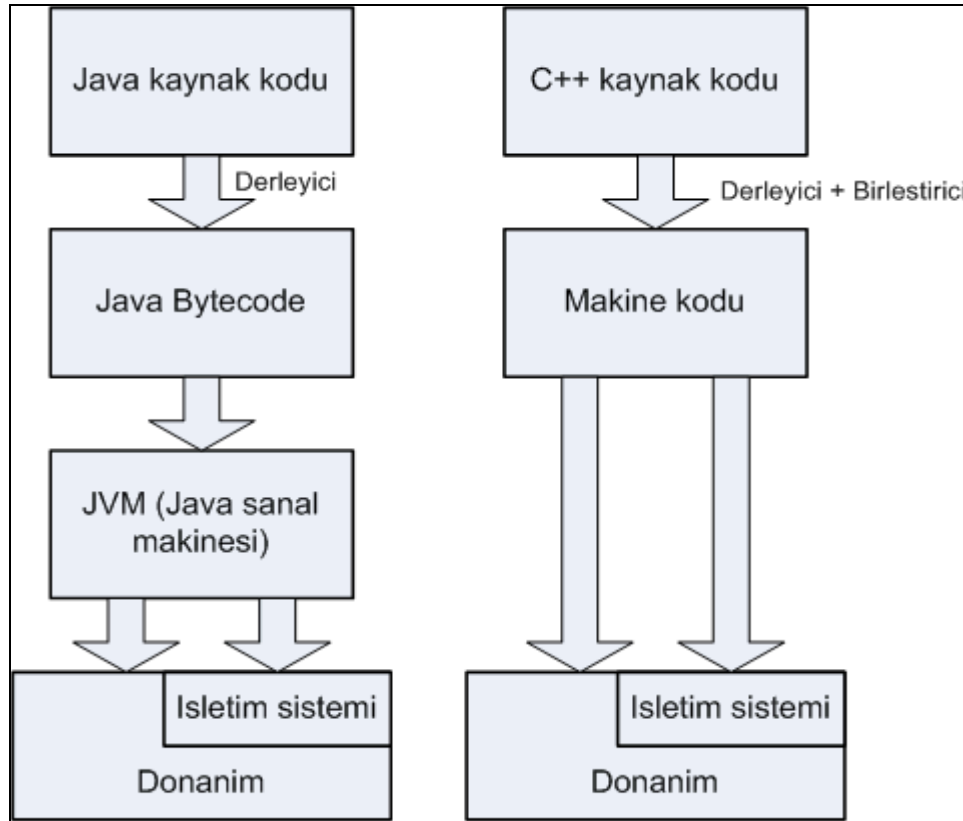 Java kaynak kodu
Derleyici
Java Bytecode
JVM (Java sanal
makinesi)
Isletim sistemi
Donanim
C++ kaynak kodu
Derleyici + Birlestirici
Makine kodu
Isletim sistemi
Donanim